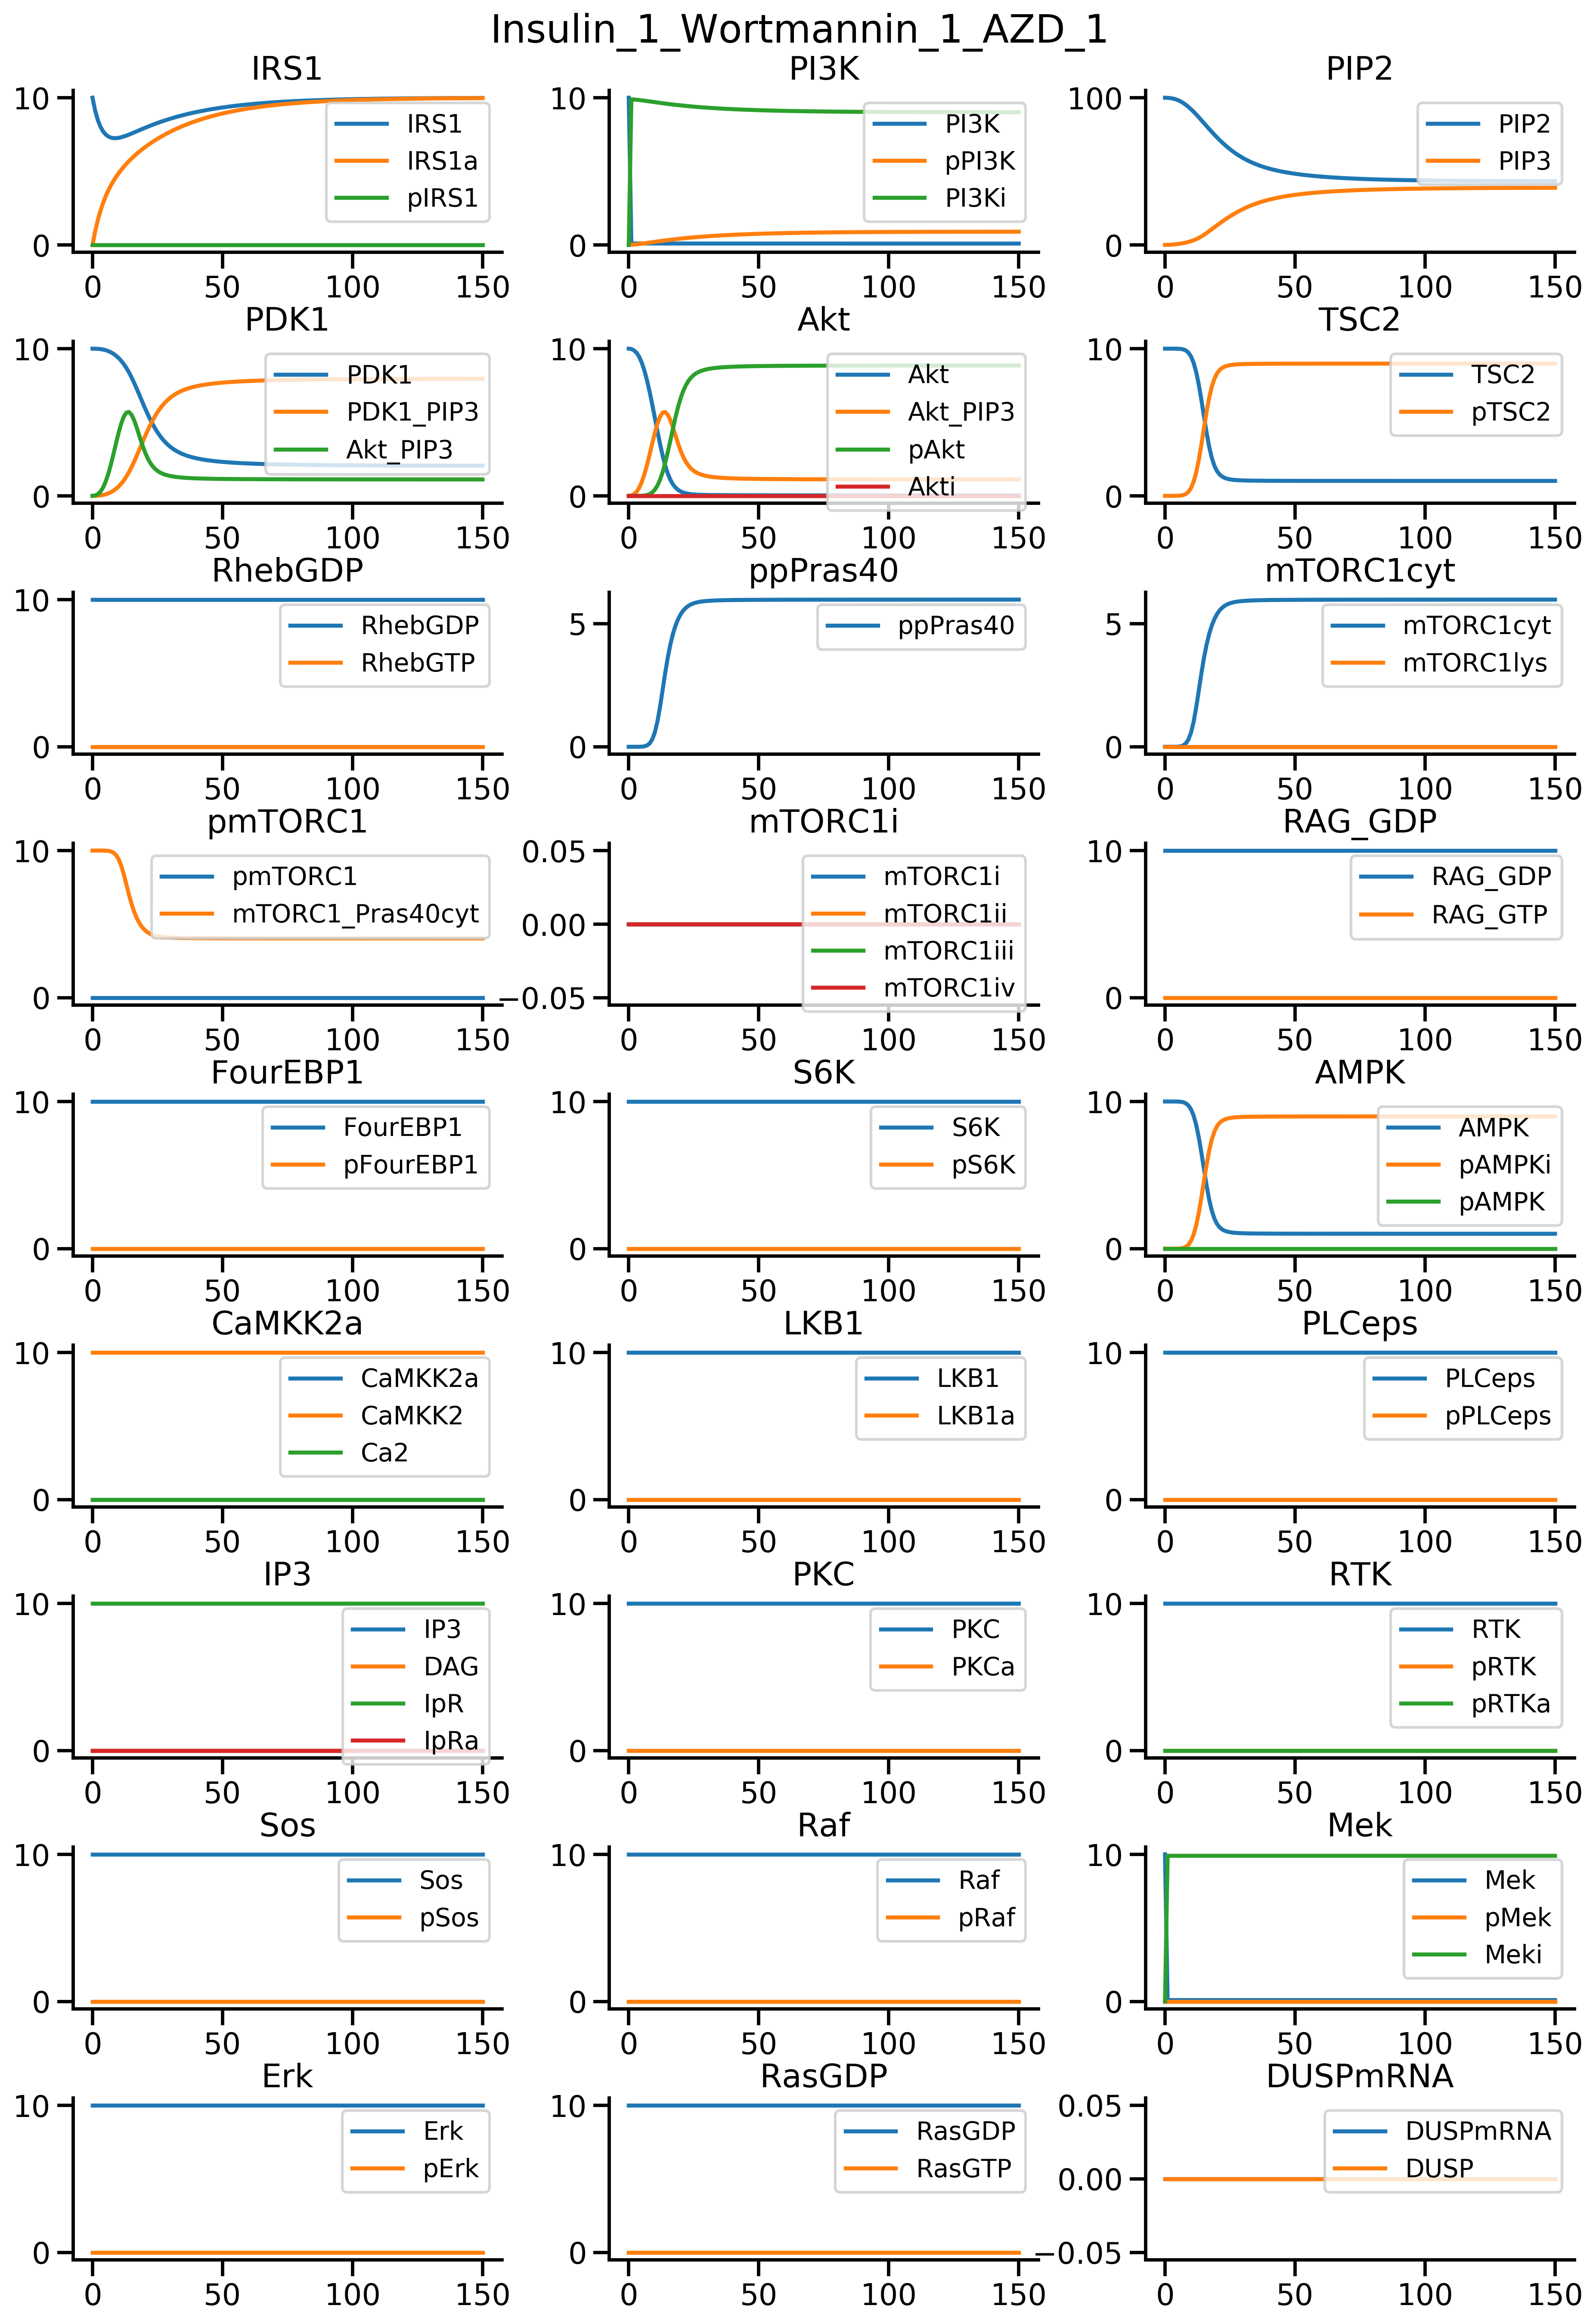 Insulin_1_Wortmannin_1_AZD_1
IRS1 PI3K PIP2
10 10 100
IRS1 PI3K PIP2
IRS1a pPI3K PIP3
pIRS1 PI3Ki
0 0 0
0 50 100 150 0 50 100 150 0 50 100 150
PDK1 Akt TSC2
10 10 10
PDK1 Akt TSC2
PDK1_PIP3 Akt_PIP3 pTSC2
Akt_PIP3 pAkt
Akti
0 0 0
0 50 100 150 0 50 100 150 0 50 100 150
RhebGDP ppPras40 mTORC1cyt
10
RhebGDP ppPras40 mTORC1cyt
5 5
RhebGTP mTORC1lys
0 0 0
0 50 100 150 0 50 100 150 0 50 100 150
pmTORC1 mTORC1i RAG_GDP
10 0.05 10
pmTORC1 mTORC1i RAG_GDP
mTORC1_Pras40cyt mTORC1ii RAG_GTP
0.00
mTORC1iii
mTORC1iv
0 −0.05 0
0 50 100 150 0 50 100 150 0 50 100 150
FourEBP1 S6K AMPK
10 10 10
FourEBP1 S6K AMPK
pFourEBP1 pS6K pAMPKi
pAMPK
0 0 0
0 50 100 150 0 50 100 150 0 50 100 150
CaMKK2a LKB1 PLCeps
10 10 10
CaMKK2a LKB1 PLCeps
CaMKK2 LKB1a pPLCeps
Ca2
0 0 0
0 50 100 150 0 50 100 150 0 50 100 150
IP3 PKC RTK
10 10 10
IP3 PKC RTK
DAG PKCa pRTK
IpR pRTKa
IpRa
0 0 0
0 50 100 150 0 50 100 150 0 50 100 150
Sos Raf Mek
10 10 10
Sos Raf Mek
pSos pRaf pMek
Meki
0 0 0
0 50 100 150 0 50 100 150 0 50 100 150
Erk RasGDP DUSPmRNA
10 10 0.05
Erk RasGDP DUSPmRNA
pErk RasGTP DUSP
0.00
0 0 −0.05
0 50 100 150 0 50 100 150 0 50 100 150